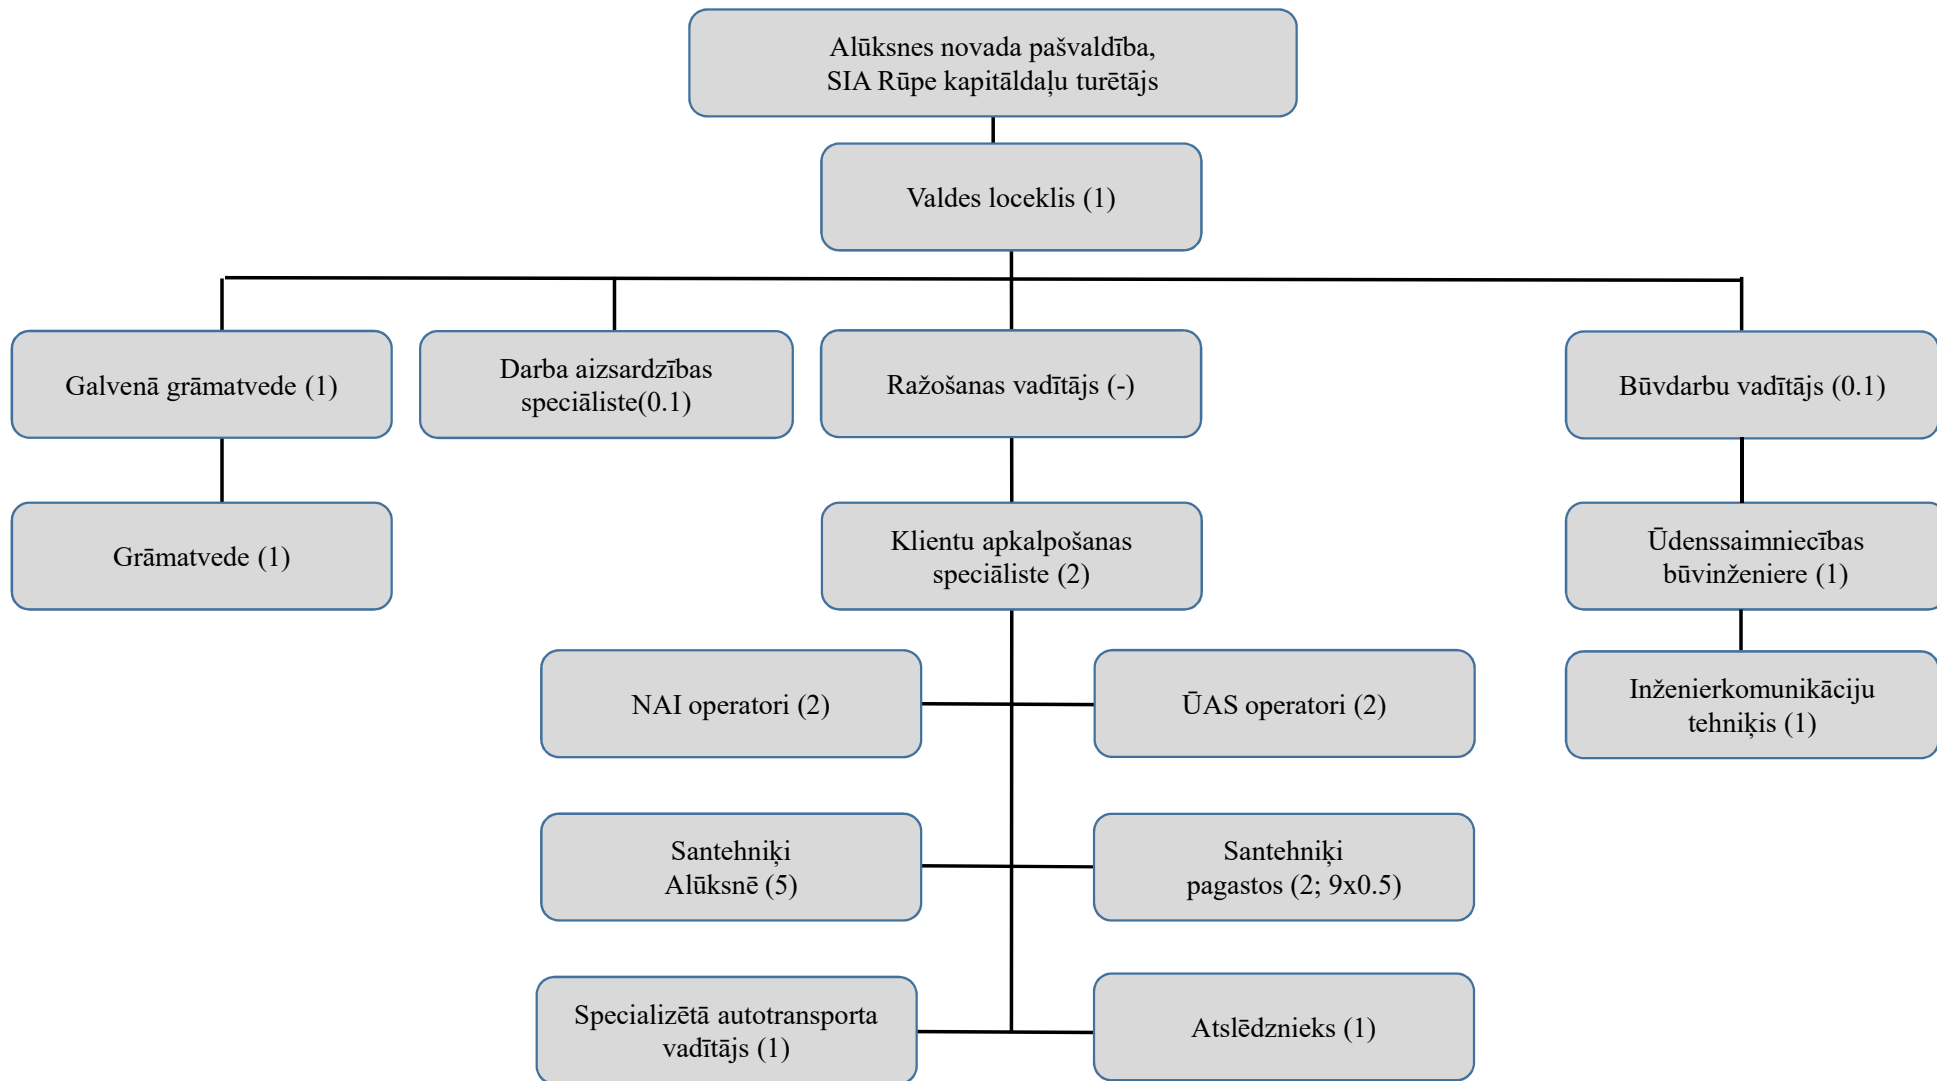 Alūksnes novada pašvaldība,
SIA Rūpe kapitāldaļu turētājs
Valdes loceklis (1)
Galvenā grāmatvede (1)
Darba aizsardzības
speciāliste(0.1)
Ražošanas vadītājs (-)
Būvdarbu vadītājs (0.1)
Grāmatvede (1)
Klientu apkalpošanas
speciāliste (2)
Ūdenssaimniecības
būvinženiere (1)
NAI operatori (2)
ŪAS operatori (2)
Inženierkomunikāciju
tehniķis (1)
Santehniķi
Alūksnē (5)
Santehniķi
pagastos (2; 9x0.5)
Specializētā autotransporta
vadītājs (1)
Atslēdznieks (1)